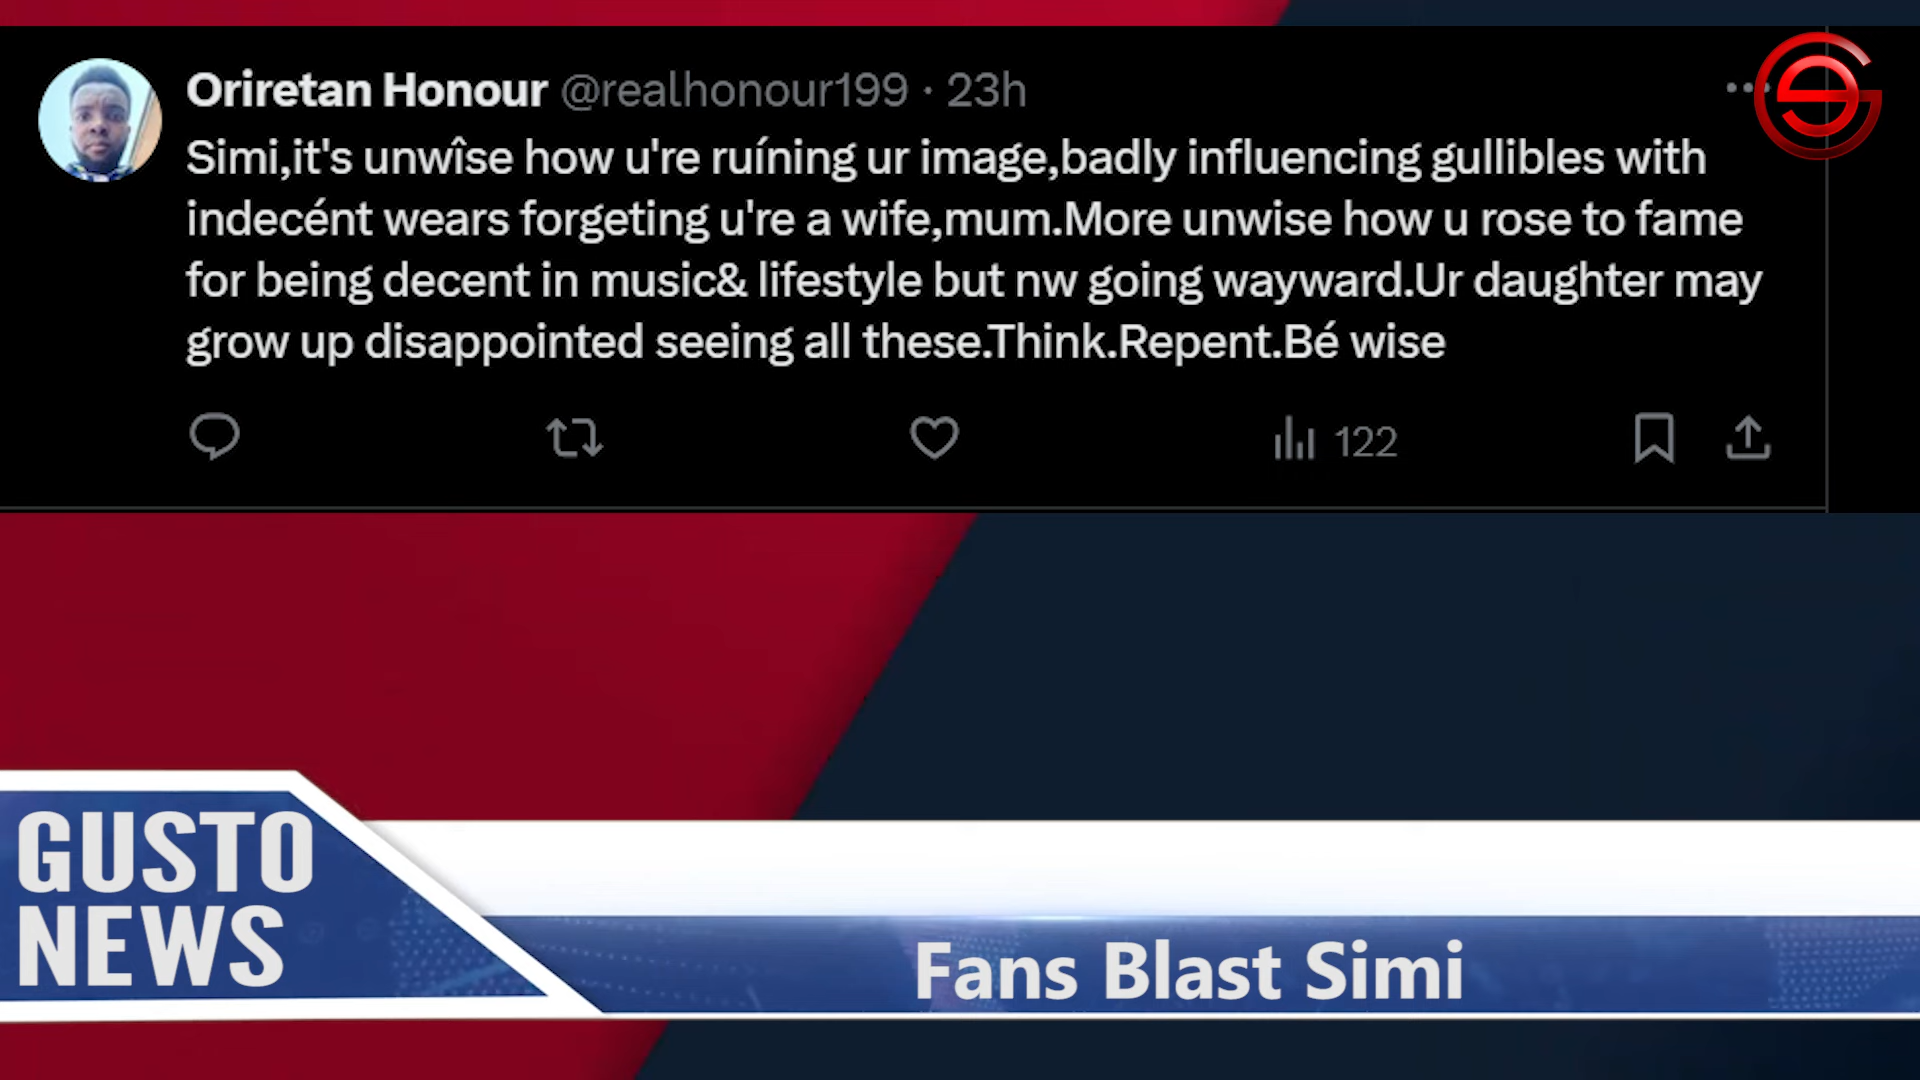 Oriretan Honour @realhonour199 · 23h
Simi,it's unwîse how u're ruíning ur image,badly influencing gullibles with
indecént wears forgeting u're a wife,mum.More unwise how u rose to fame
for being decent in music& lifestyle but nw going wayward.Ur daughter may
grow up disappointed seeing all these.Think.Repent.Bé wise
122
GUSTO
NEWS
Fans Blast Simi